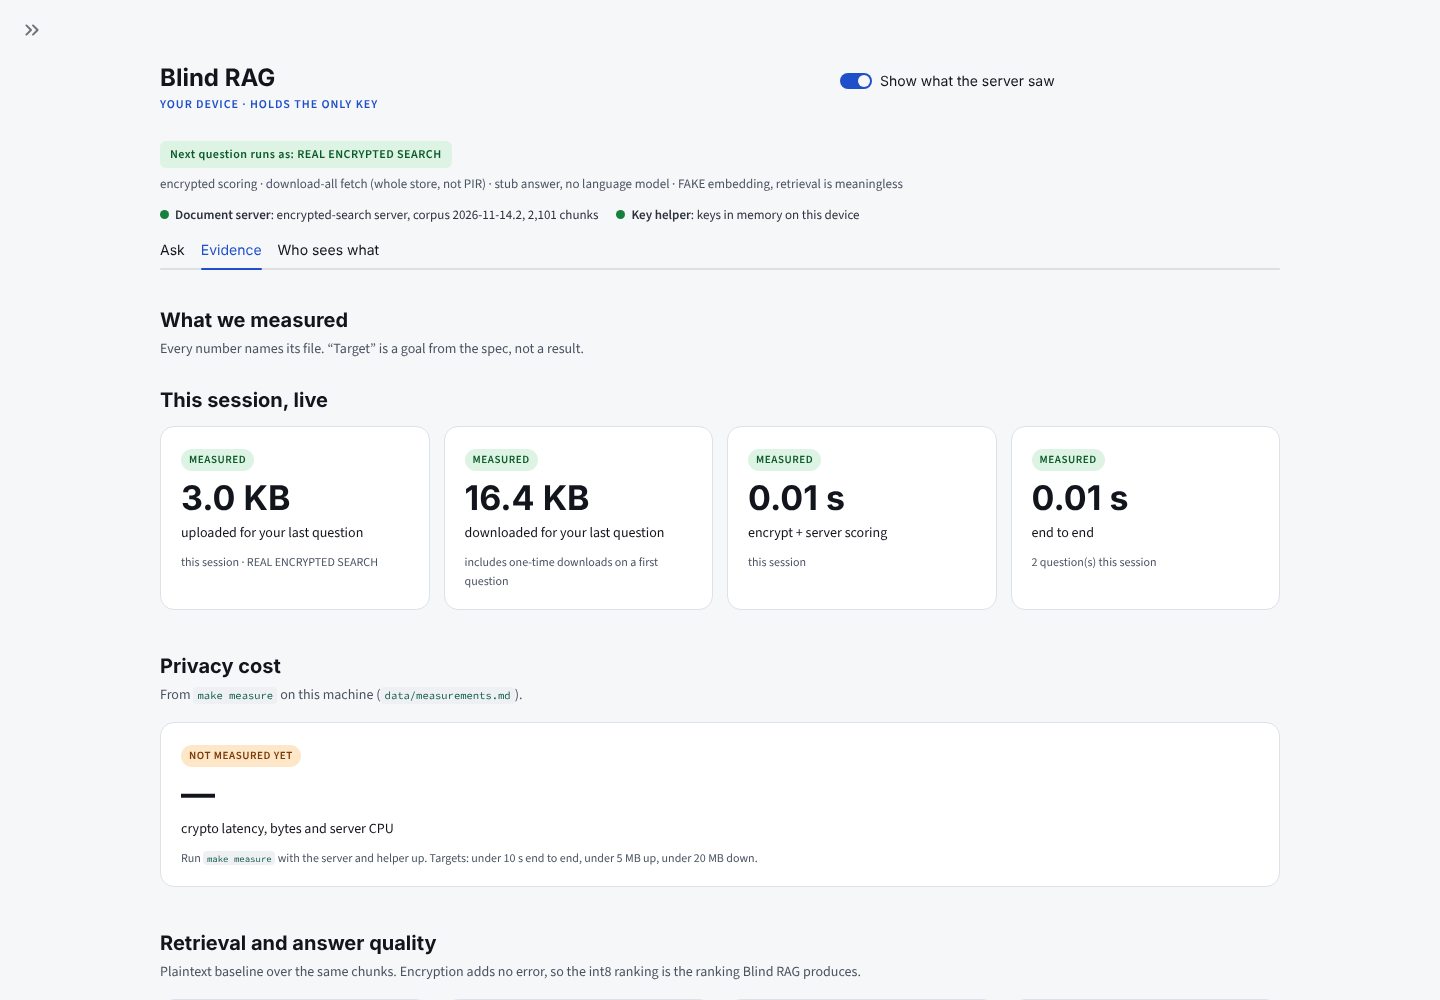 Blind RAG
YOUR DEVICE · HOLDS THE ONLY KEY
Show what the server saw
Next question runs as: REAL ENCRYPTED SEARCH
encrypted scoring · download-all fetch (whole store, not PIR) · stub answer, no language model · FAKE embedding, retrieval is meaningless
Document server: encrypted-search server, corpus 2026-11-14.2, 2,101 chunks
Key helper: keys in memory on this device
Ask
Evidence
Who sees what
What we measured
Every number names its file. “Target” is a goal from the spec, not a result.
This session, live
MEASURED
3.0 KB
uploaded for your last question
this session · REAL ENCRYPTED SEARCH
MEASURED
16.4 KB
downloaded for your last question
includes one-time downloads on a first
question
MEASURED
0.01 s
encrypt + server scoring
this session
MEASURED
0.01 s
end to end
2 question(s) this session
Privacy cost
From make measure on this machine ( data/measurements.md ).
NOT MEASURED YET
—
crypto latency, bytes and server CPU
Run make measure with the server and helper up. Targets: under 10 s end to end, under 5 MB up, under 20 MB down.
Retrieval and answer quality
Plaintext baseline over the same chunks. Encryption adds no error, so the int8 ranking is the ranking Blind RAG produces.